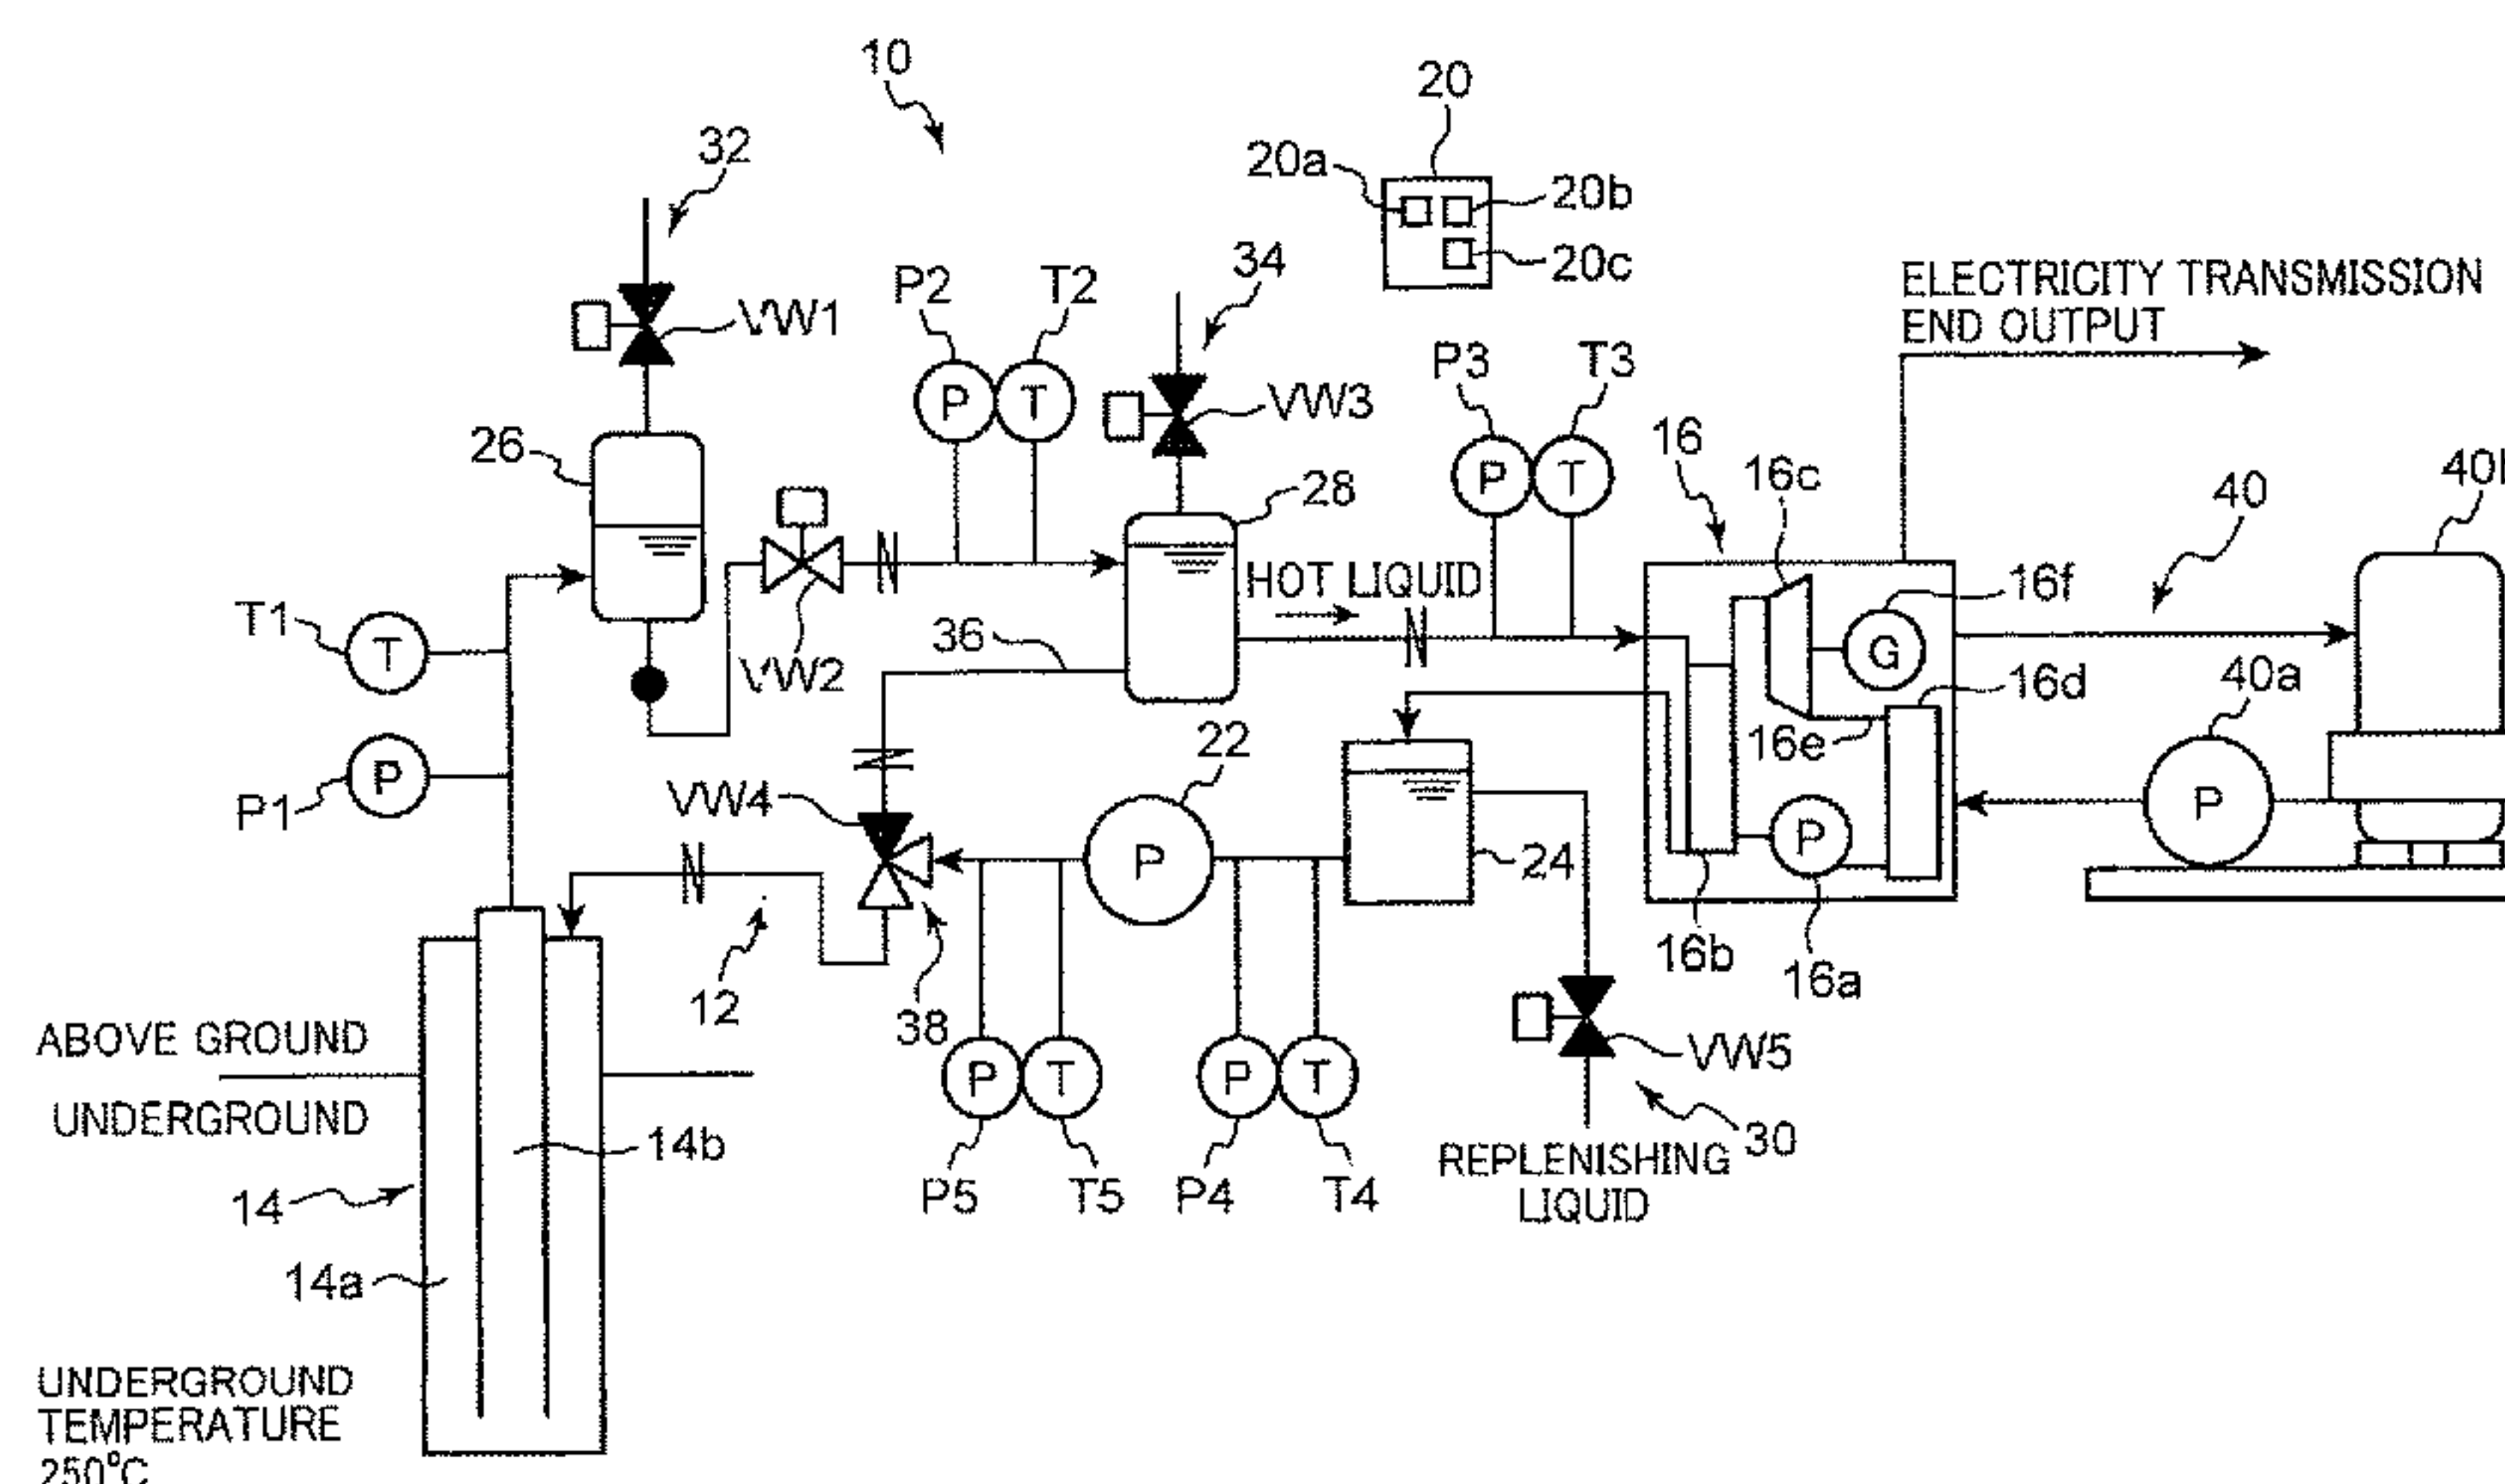 10
20
32
20a
20b
34
20c
P2
T2
ELECTRICITY TRANSMISSION
END OUTPUT
VW1
P3
T3
P
T
VW3
16
26
16c
40
P
T
28
HOT LIQUID
16f
T1
T
36
VW2
G
16d
40a
22
16e
P
P1
VW4
P
P
P
24
12
38
16b
16a
ABOVE GROUND
UNDERGROUND
P
T
P
T
VW5
14b
30
REPLENISHING
LIQUID
14
P5
T5
P4
T4
14a
UNDERGROUND
TEMPERATURE
250°C